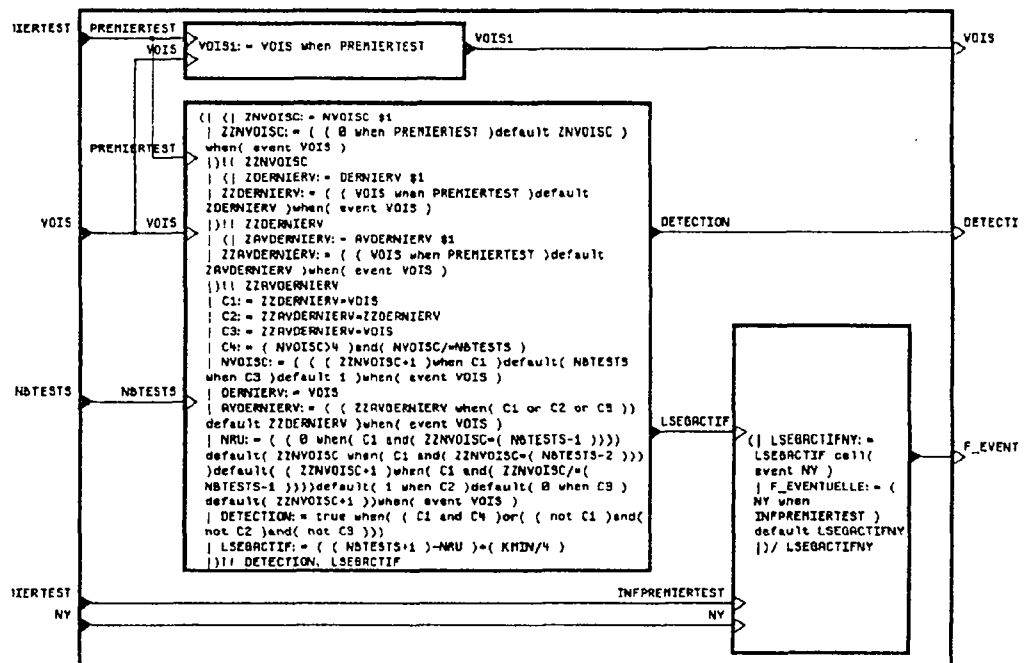 IERTEST
PREMIERTEST
VOIS
VOIS1: = VOIS when PREMIERTEST
VOIS1
VOIS
PREMIERTEST
VOIS
VOIS
NBTESTS
NBTESTS
(| (| ZNVOISC: = NVOISC $1
| ZZNVOISC: = ( ( 0 when PREMIERTEST )default ZNVOISC )
when( event VOIS )
|)!! ZZNVOISC
| (| ZDERNIERV: = DERNIERV $1
| ZZDERNIERV: = ( ( VOIS when PREMIERTEST )default
ZDERNIERV )when( event VOIS )
|)!! ZZDERNIERV
| (| ZAVDERNIERV: = AVDERNIERV $1
| ZZAVDERNIERV: = ( ( VOIS when PREMIERTEST )default
ZAVDERNIERV )when( event VOIS )
|)!! ZZAVDERNIERV
| C1: = ZZDERNIERV=VOIS
| C2: = ZZAVDERNIERV=ZZDERNIERV
| C3: = ZZAVDERNIERV=VOIS
| C4: = ( NVOISC>4 )and( NVOISC/=NBTESTS )
| NVOISC: = ( ( ( ZZNVOISC+1 )when C1 )default( NBTESTS
when C3 )default 1 )when( event VOIS )
| DERNIERV: = VOIS
| AVDERNIERV: = ( ( ZZAVDERNIERV when( C1 or C2 or C3 ))
default ZZDERNIERV )when( event VOIS )
| NRU: = ( ( 0 when( C1 and( ZZNVOISC=( NBTESTS-1 ))))
default( ZZNVOISC when( C1 and( ZZNVOISC=( NBTESTS-2 )))
)default( ( ZZNVOISC+1 )when( C1 and( ZZNVOISC/=(
NBTESTS-1 ))))default( 1 when C2 )default( 0 when C3 )
default( ZZNVOISC+1 ))when( event VOIS )
| DETECTION: = true when( ( C1 and C4 )or( ( not C1 )and(
not C2 )and( not C3 )))
| LSEGACTIF: = ( ( NBTESTS+1 )-NRU )*( KMIN/4 )
|)!! DETECTION, LSEGACTIF
DETECTION
DETECTI
LSEGACTIF
(| LSEGACTIFNY: =
LSEGACTIF cell(
event NY )
| F_EVENTUELLE: = (
NY when
INFPREMIERTEST )
default LSEGACTIFNY
|)/ LSEGACTIFNY
F_EVENT
IERTEST
INFPREMIERTEST
NY
NY